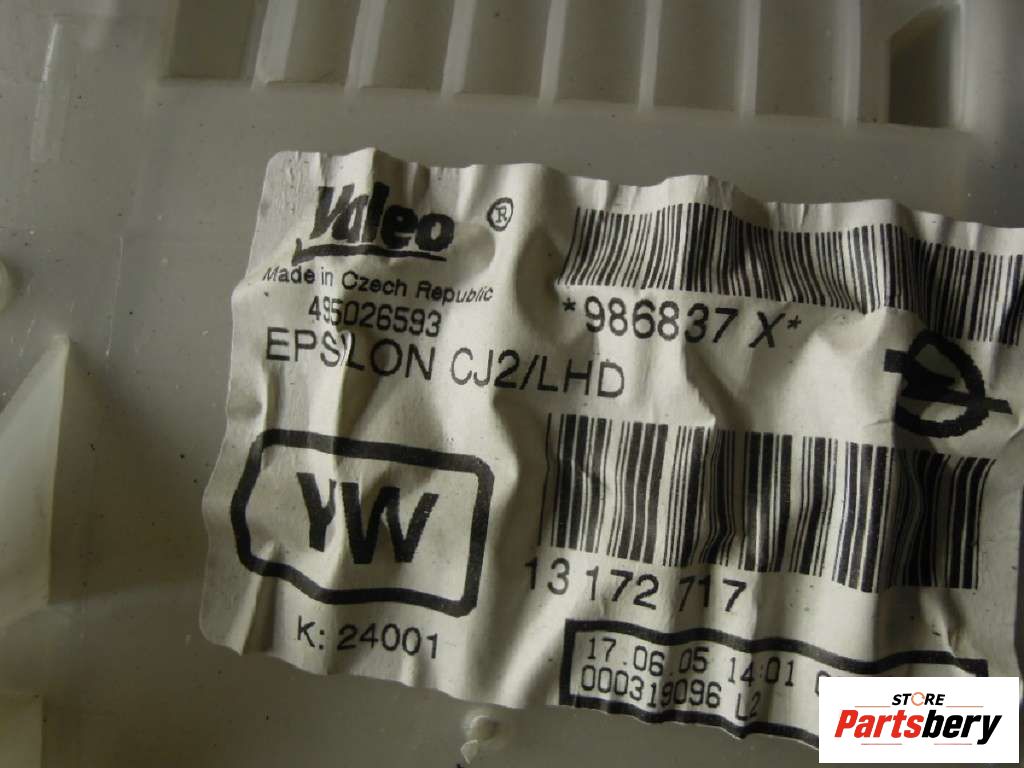 Valeo ®
Made in Czech Republic
495026593
EPSILON CJ2/LHD
*986837 X*
YW
K: 24001
13 172 717
17.06.05 14:01
000319096 L2
STORE
Partsbery